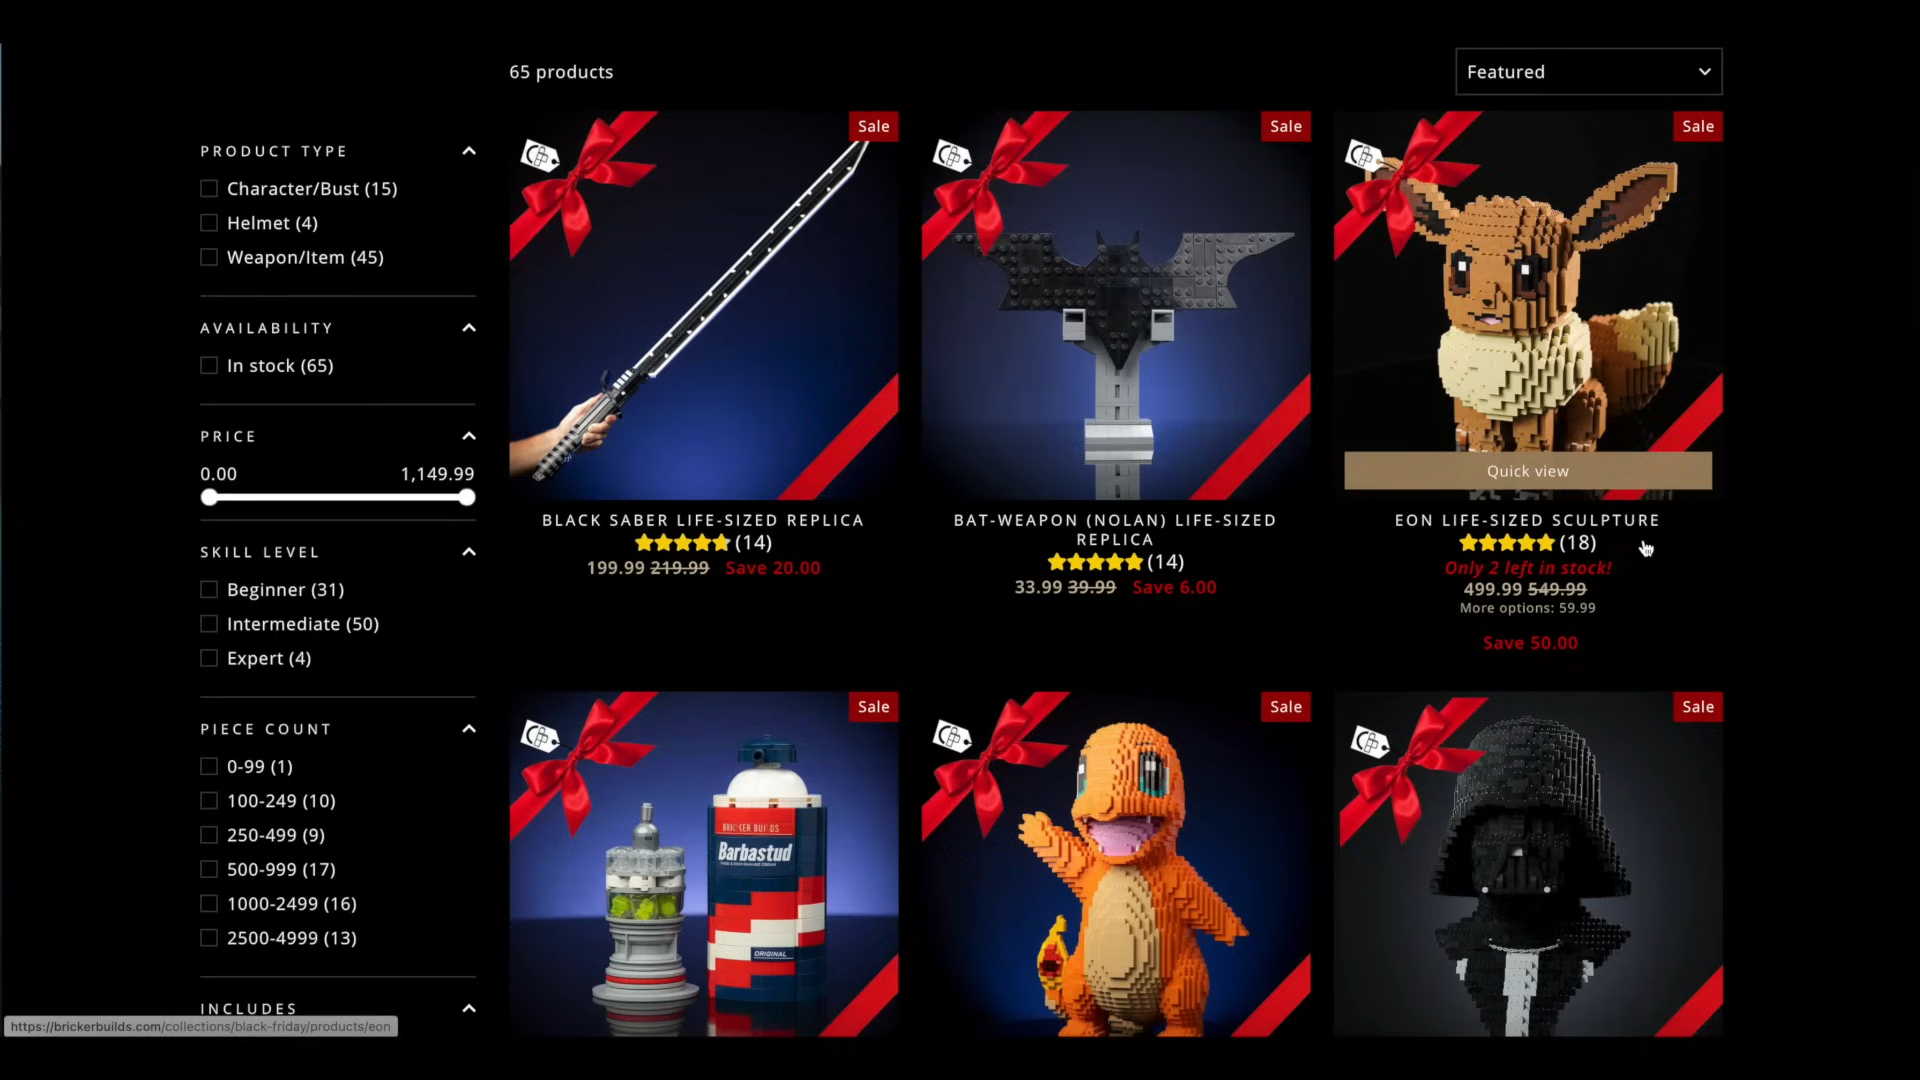 65 products
Featured
PRODUCT TYPE
Character/Bust (15)
Helmet (4)
Weapon/Item (45)
AVAILABILITY
In stock (65)
PRICE
0.00 1,149.99
SKILL LEVEL
Beginner (31)
Intermediate (50)
Expert (4)
PIECE COUNT
0-99 (1)
100-249 (10)
250-499 (9)
500-999 (17)
1000-2499 (16)
2500-4999 (13)
INCLUDES
https://brickerbuilds.com/collections/black-friday/products/eon
Sale
BLACK SABER LIFE-SIZED REPLICA
(14)
199.99 219.99 Save 20.00
Sale
BAT-WEAPON (NOLAN) LIFE-SIZED
REPLICA
(14)
33.99 39.99 Save 6.00
Sale
Quick view
EON LIFE-SIZED SCULPTURE
(18)
Only 2 left in stock!
499.99 549.99
More options: 59.99
Save 50.00
Sale
BRICKER BUILDS
Barbastud
ORIGINAL
Sale
Sale